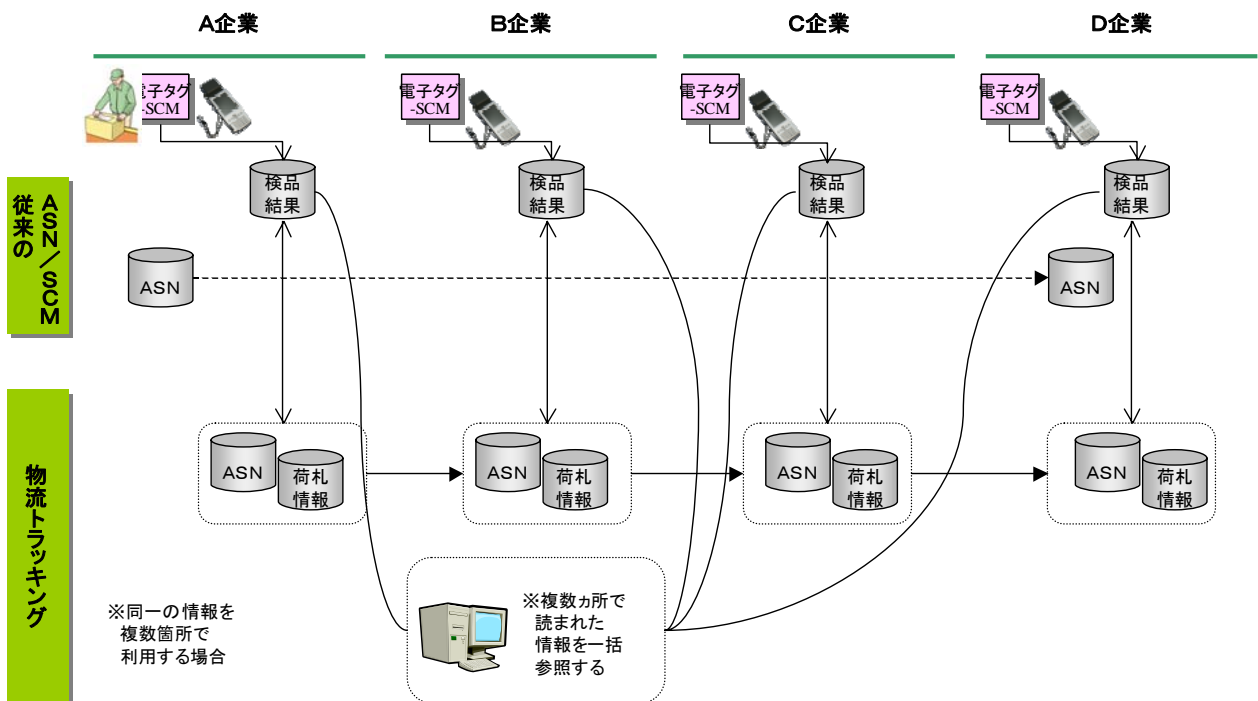 A企業
B企業
C企業
D企業
電子タグ
-SCM
電子タグ
-SCM
電子タグ
-SCM
電子タグ
-SCM
検品
結果
検品
結果
検品
結果
検品
結果
従来の
ASN／SCM
ASN
ASN
物流トラッキング
ASN
荷札
情報
ASN
荷札
情報
ASN
荷札
情報
ASN
荷札
情報
※同一の情報を
複数箇所で
利用する場合
※複数ヵ所で
読まれた
情報を一括
参照する